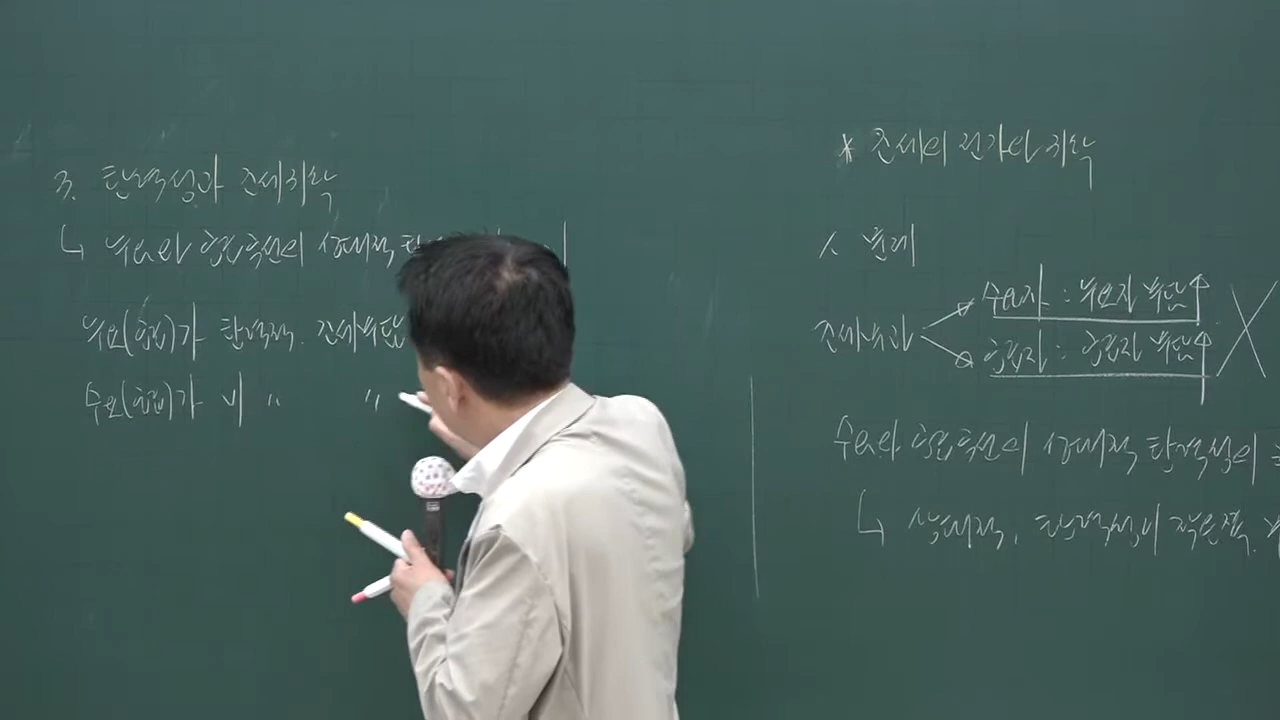 3. 탄력성과 조세귀착
↳ 수요와 공급곡선의 상대적 탄
수요(공급)가 탄력적. 조세부담
수요(공급)가 비 〃 〃
* 조세의 전가와 귀착
1. 분배
조세부과
수요자 : 수요자 부담↑
공급자 : 공급자 부담↑
수요와 공급곡선의 상대적 탄력성에
↳ 상대적, 탄력성이 작은쪽.